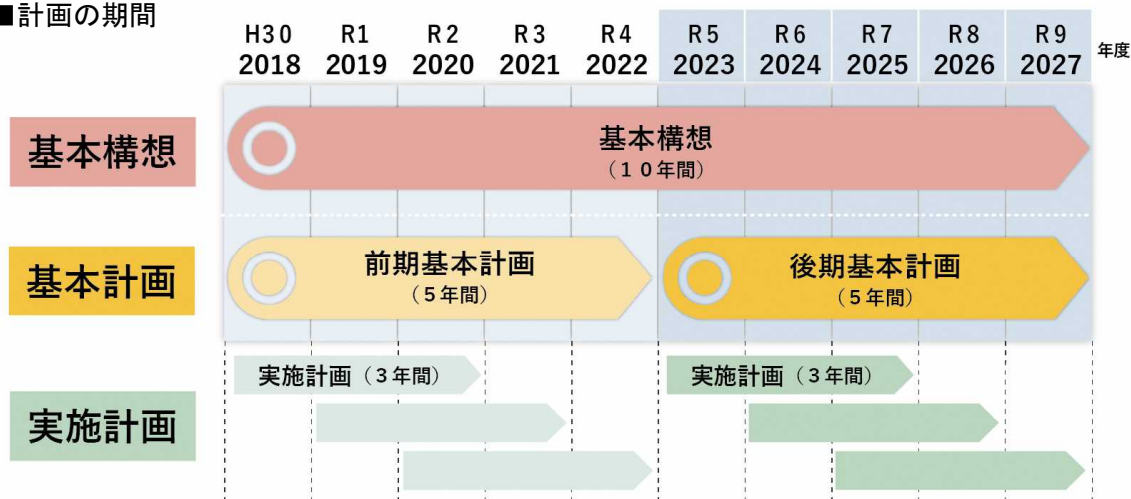 ■計画の期間
H30 R1 R2 R3 R4 R5 R6 R7 R8 R9
2018 2019 2020 2021 2022 2023 2024 2025 2026 2027 年度
基本構想
基本構想
（１０年間）
基本計画
前期基本計画
（５年間）
後期基本計画
（５年間）
実施計画（３年間）
実施計画（３年間）
実施計画